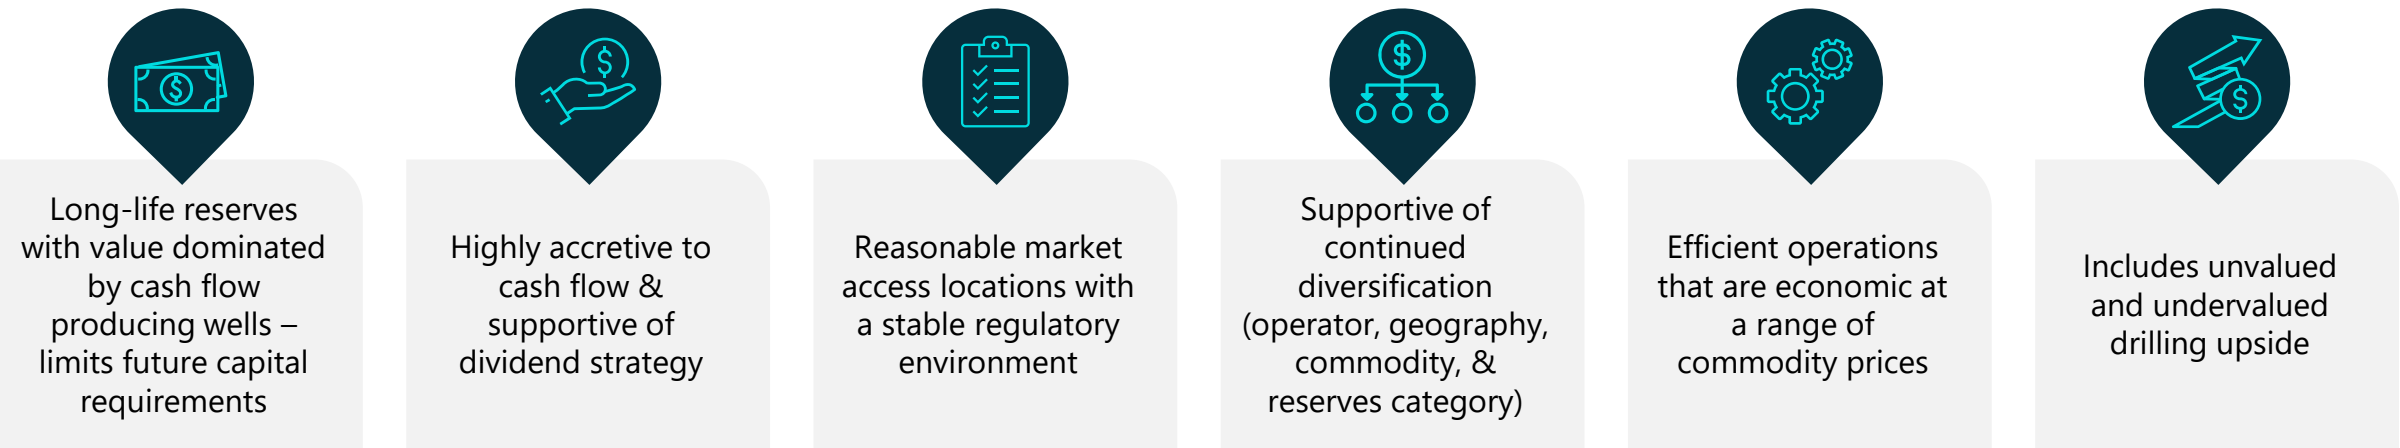 Long-life reserves
with value dominated
by cash flow
producing wells –
limits future capital
requirements
Highly accretive to
cash flow &
supportive of
dividend strategy
Reasonable market
access locations with
a stable regulatory
environment
Supportive of
continued
diversification
(operator, geography,
commodity, &
reserves category)
Efficient operations
that are economic at
a range of
commodity prices
Includes unvalued
and undervalued
drilling upside